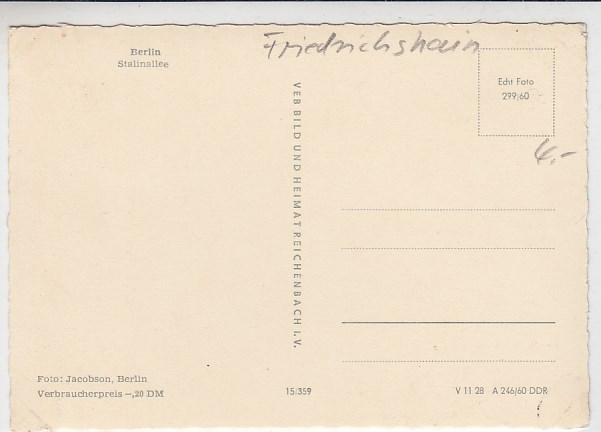 Friedrichshain
Berlin
Stalinallee
Echt Foto
299/60
4,-
VEB BILD UND HEIMAT REICHENBACH I. V.
Foto: Jacobson, Berlin
Verbraucherpreis -,20 DM
15/359
V 11 28 A 246/60 DDR